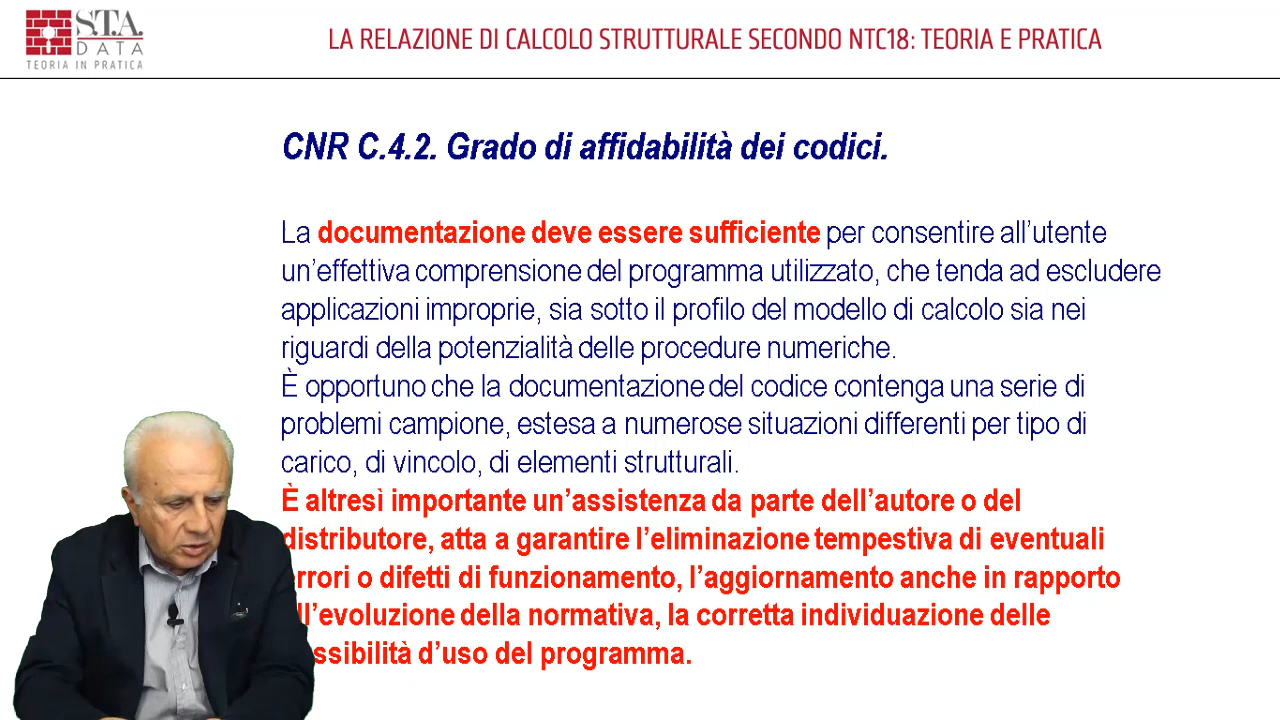 S.T.A.
DATA
TEORIA IN PRATICA
LA RELAZIONE DI CALCOLO STRUTTURALE SECONDO NTC18: TEORIA E PRATICA
CNR C.4.2. Grado di affidabilità dei codici.
La documentazione deve essere sufficiente per consentire all’utente
un’effettiva comprensione del programma utilizzato, che tenda ad escludere
applicazioni improprie, sia sotto il profilo del modello di calcolo sia nei
riguardi della potenzialità delle procedure numeriche.
È opportuno che la documentazione del codice contenga una serie di
problemi campione, estesa a numerose situazioni differenti per tipo di
carico, di vincolo, di elementi strutturali.
È altresì importante un’assistenza da parte dell’autore o del
distributore, atta a garantire l’eliminazione tempestiva di eventuali
rrori o difetti di funzionamento, l’aggiornamento anche in rapporto
ll’evoluzione della normativa, la corretta individuazione delle
ssibilità d’uso del programma.